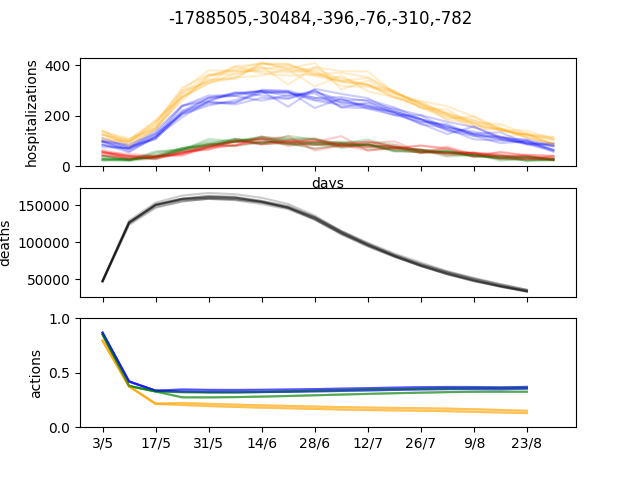 -1788505,-30484,-396,-76,-310,-782
hospitalizations
400
200
0
days
deaths
150000
100000
50000
actions
1.0
0.5
0.0
3/5 17/5 31/5 14/6 28/6 12/7 26/7 9/8 23/8